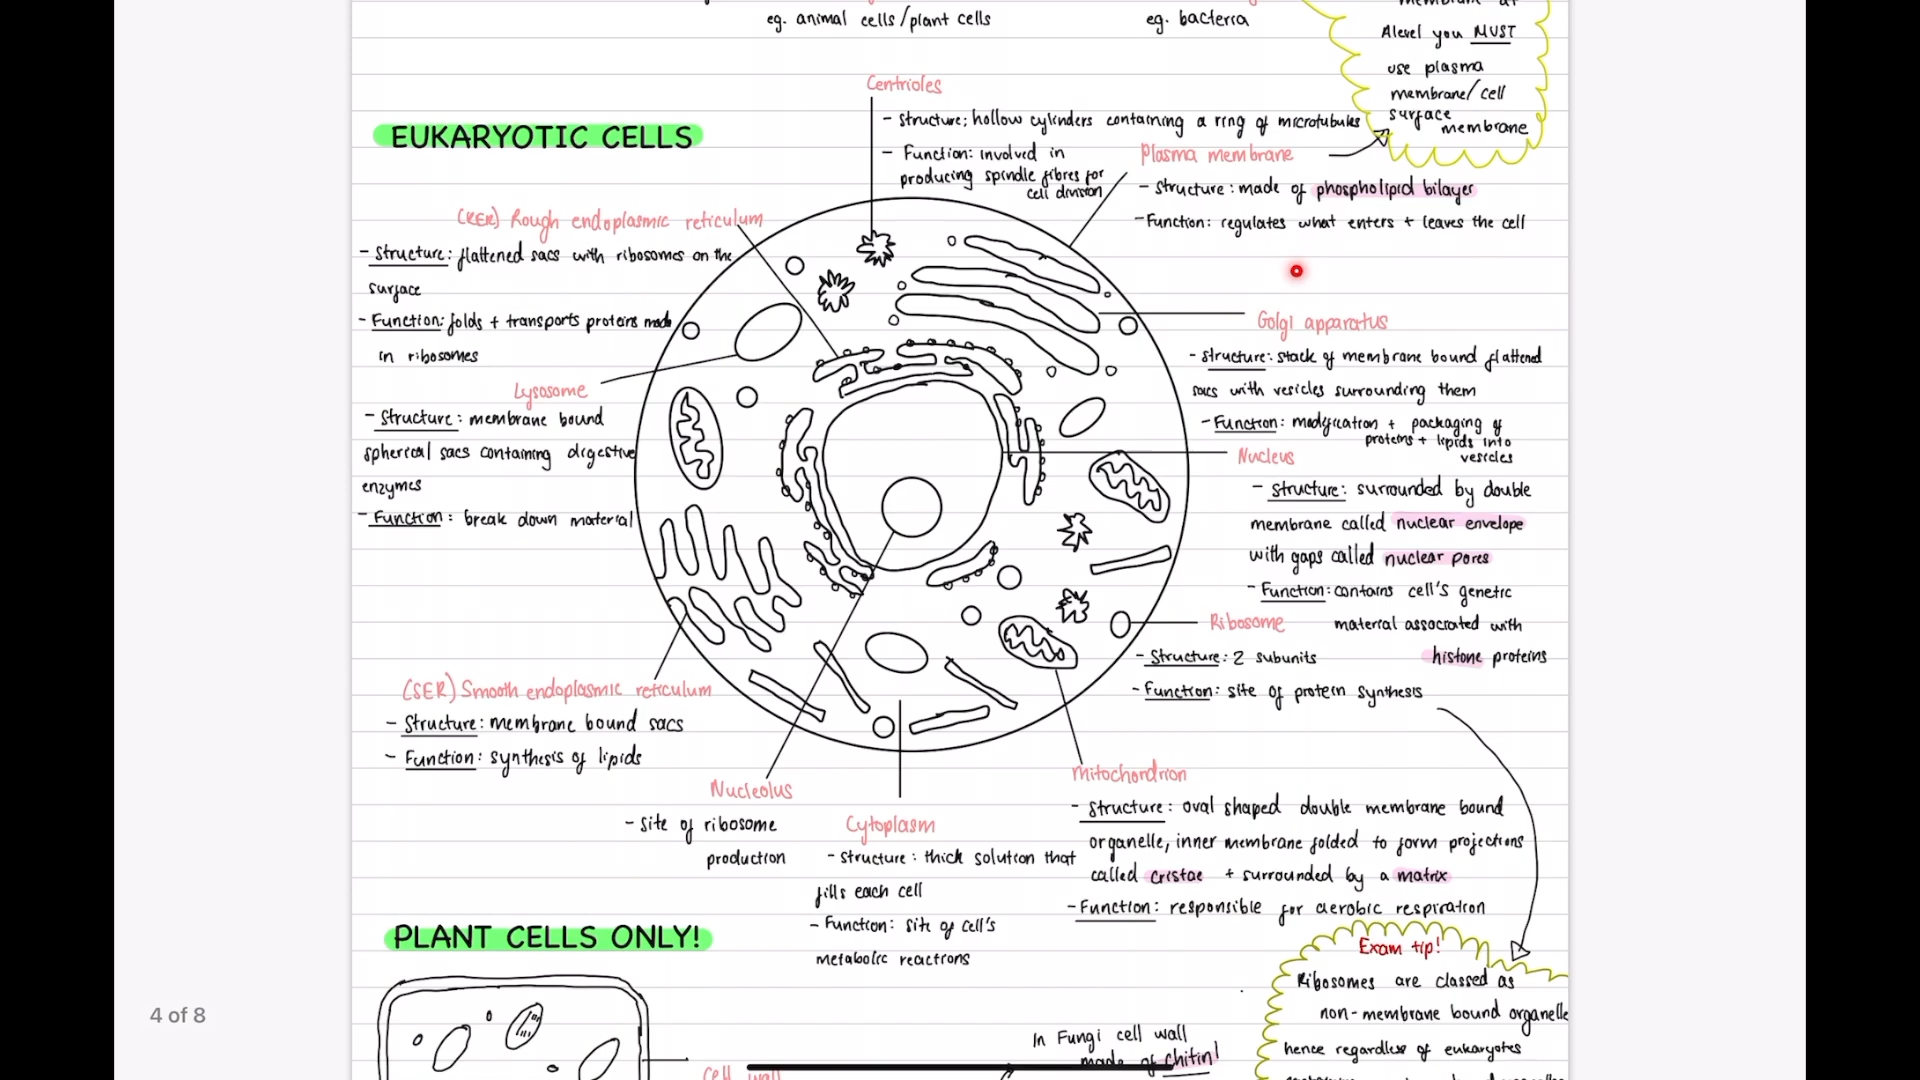 eg. animal cells/plant cells
eg. bacteria
Alevel you MUST
use plasma
membrane/cell
surface
membrane
EUKARYOTIC CELLS
Centrioles
- Structure: hollow cylinders containing a ring of microtubules
- Function: involved in
producing spindle fibres for
cell division
Plasma membrane
- Structure: made of phospholipid bilayer
- Function: regulates what enters + leaves the cell
(RER) Rough endoplasmic reticulum
- Structure: flattened sacs with ribosomes on the
surface
- Function: folds + transports proteins made
in ribosomes
Lysosome
- Structure: membrane bound
spherical sacs containing digestive
enzymes
- Function: break down material
Golgi apparatus
- Structure: stack of membrane bound flattened
sacs with vesicles surrounding them
- Function: modification + packaging of
proteins + lipids into
vesicles
Nucleus
- Structure: surrounded by double
membrane called nuclear envelope
with gaps called nuclear pores
- Function: contains cell's genetic
material associated with
histone proteins
Ribosome
- Structure: 2 subunits
- Function: site of protein synthesis
(SER) Smooth endoplasmic reticulum
- Structure: membrane bound sacs
- Function: synthesis of lipids
Nucleolus
- Site of ribosome
production
Cytoplasm
- Structure: thick solution that
fills each cell
- Function: site of cell's
metabolic reactions
Mitochondrion
- Structure: oval shaped double membrane bound
organelle, inner membrane folded to form projections
called cristae + surrounded by a matrix
- Function: responsible for aerobic respiration
PLANT CELLS ONLY!
Exam tip!
Ribosomes are classed as
non-membrane bound organelle
hence regardless of eukaryotes
In Fungi cell wall
made of chitin!
Cell wall
4 of 8